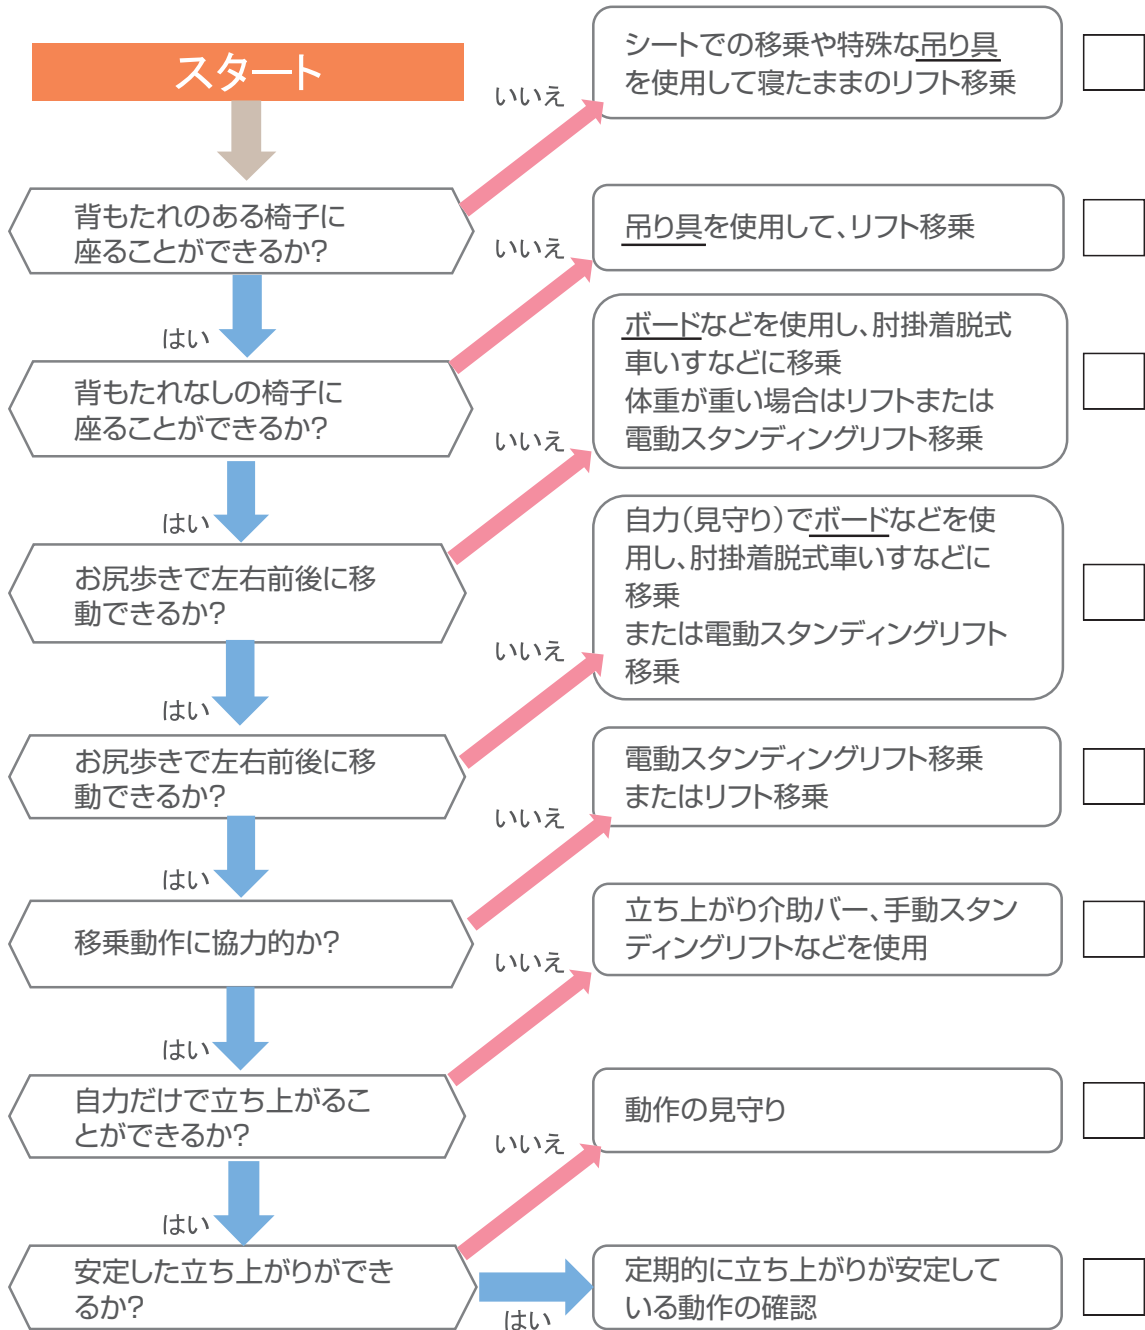 スタート
いいえ
シートでの移乗や特殊な吊り具
を使用して寝たままのリフト移乗
背もたれのある椅子に
座ることができるか?
いいえ
吊り具を使用して、リフト移乗
はい
背もたれなしの椅子に
座ることができるか?
いいえ
ボードなどを使用し、肘掛着脱式
車いすなどに移乗
体重が重い場合はリフトまたは
電動スタンディングリフト移乗
はい
お尻歩きで左右前後に移
動できるか?
いいえ
自力(見守り)でボードなどを使
用し、肘掛着脱式車いすなどに
移乗
または電動スタンディングリフト
移乗
はい
お尻歩きで左右前後に移
動できるか?
いいえ
電動スタンディングリフト移乗
またはリフト移乗
はい
移乗動作に協力的か?
いいえ
立ち上がり介助バー、手動スタン
ディングリフトなどを使用
はい
自力だけで立ち上がるこ
とができるか?
いいえ
動作の見守り
はい
安定した立ち上がりができ
るか?
はい
定期的に立ち上がりが安定して
いる動作の確認